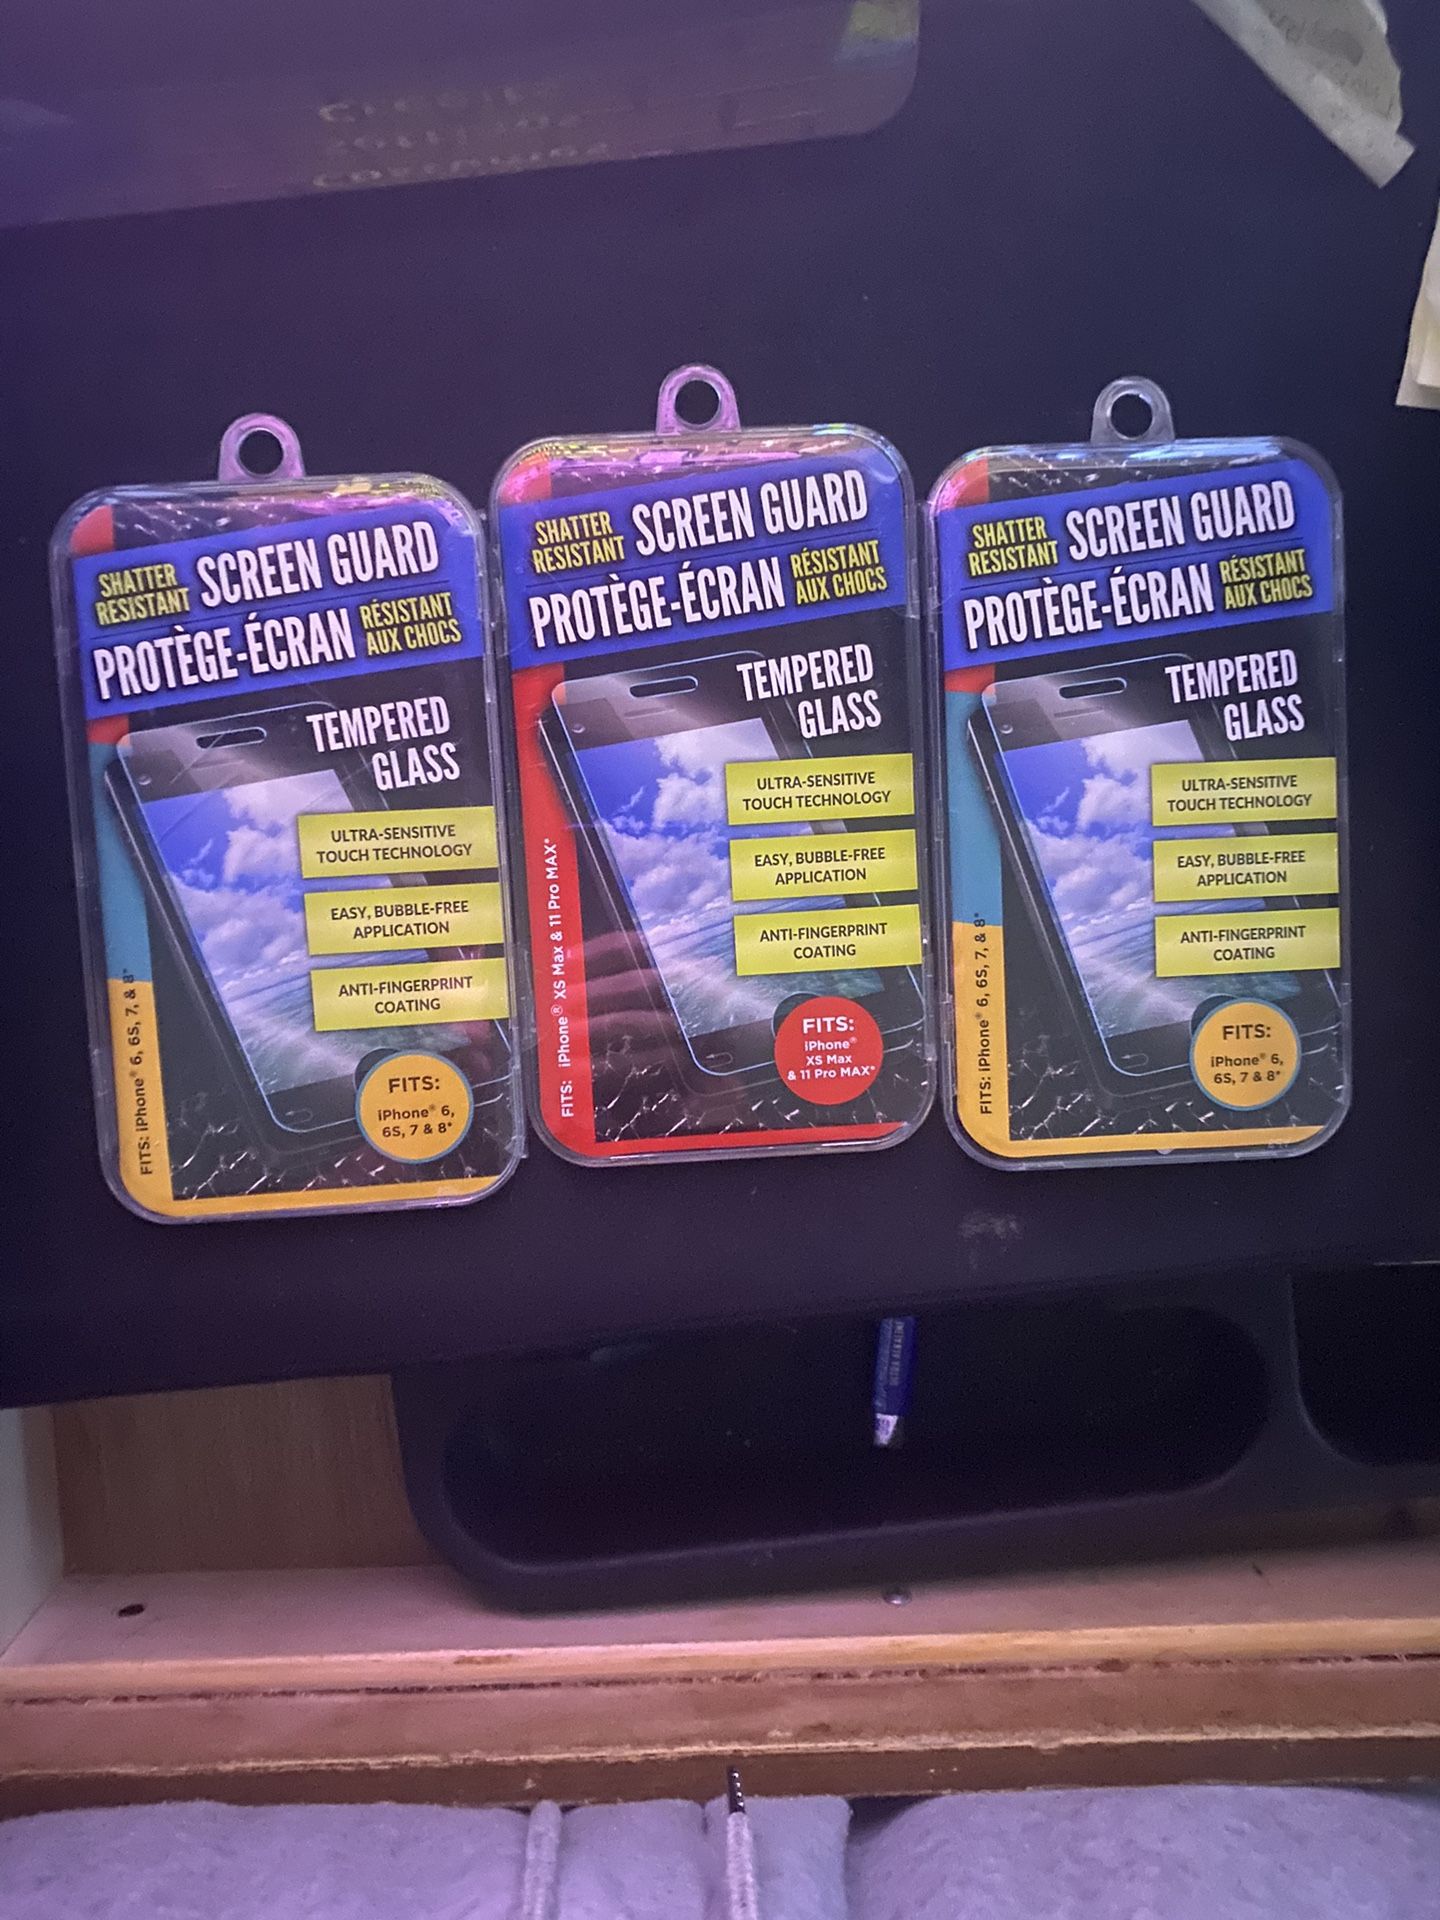 SHATTER
RESISTANT
SCREEN GUARD
PROTÈGE-ÉCRAN
RÉSISTANT
AUX CHOCS
TEMPERED
GLASS
ULTRA-SENSITIVE
TOUCH TECHNOLOGY
EASY, BUBBLE-FREE
APPLICATION
ANTI-FINGERPRINT
COATING
FITS:
iPhone® 6,
6S, 7 & 8*
FITS: iPhone® 6, 6S, 7, & 8*
SHATTER
RESISTANT
SCREEN GUARD
PROTÈGE-ÉCRAN
RÉSISTANT
AUX CHOCS
TEMPERED
GLASS
ULTRA-SENSITIVE
TOUCH TECHNOLOGY
EASY, BUBBLE-FREE
APPLICATION
ANTI-FINGERPRINT
COATING
FITS:
iPhone®
XS Max
& 11 Pro MAX*
FITS: iPhone® XS Max & 11 Pro MAX*
SHATTER
RESISTANT
SCREEN GUARD
PROTÈGE-ÉCRAN
RÉSISTANT
AUX CHOCS
TEMPERED
GLASS
ULTRA-SENSITIVE
TOUCH TECHNOLOGY
EASY, BUBBLE-FREE
APPLICATION
ANTI-FINGERPRINT
COATING
FITS:
iPhone® 6,
6S, 7 & 8*
FITS: iPhone® 6, 6S, 7, & 8*